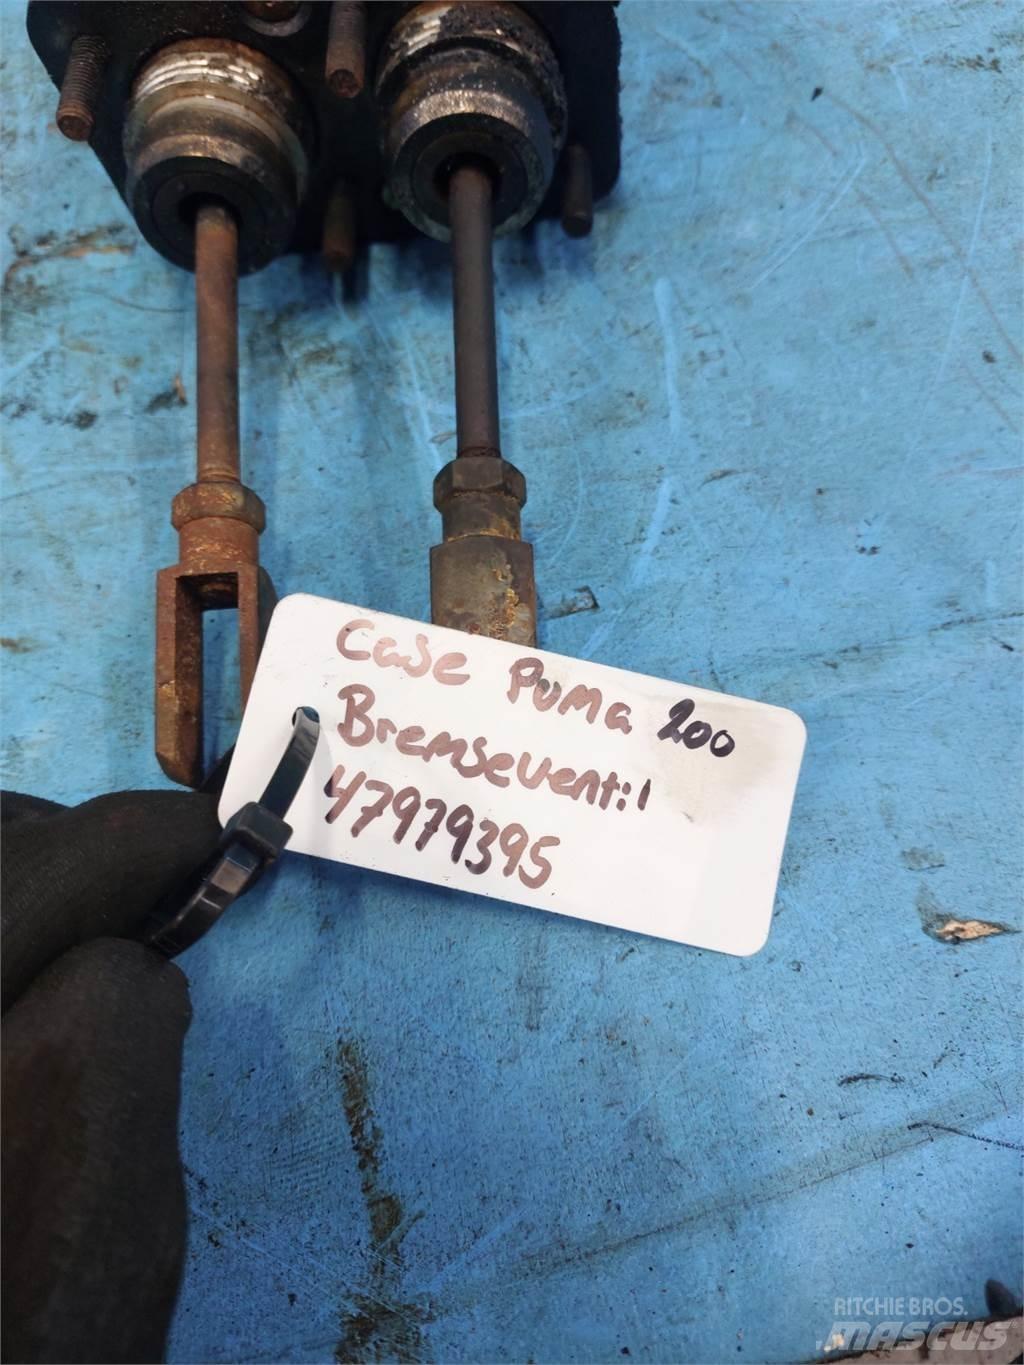 Case Puma 200
Bremseventil
47979395
RITCHIE BROS.
MASCUS